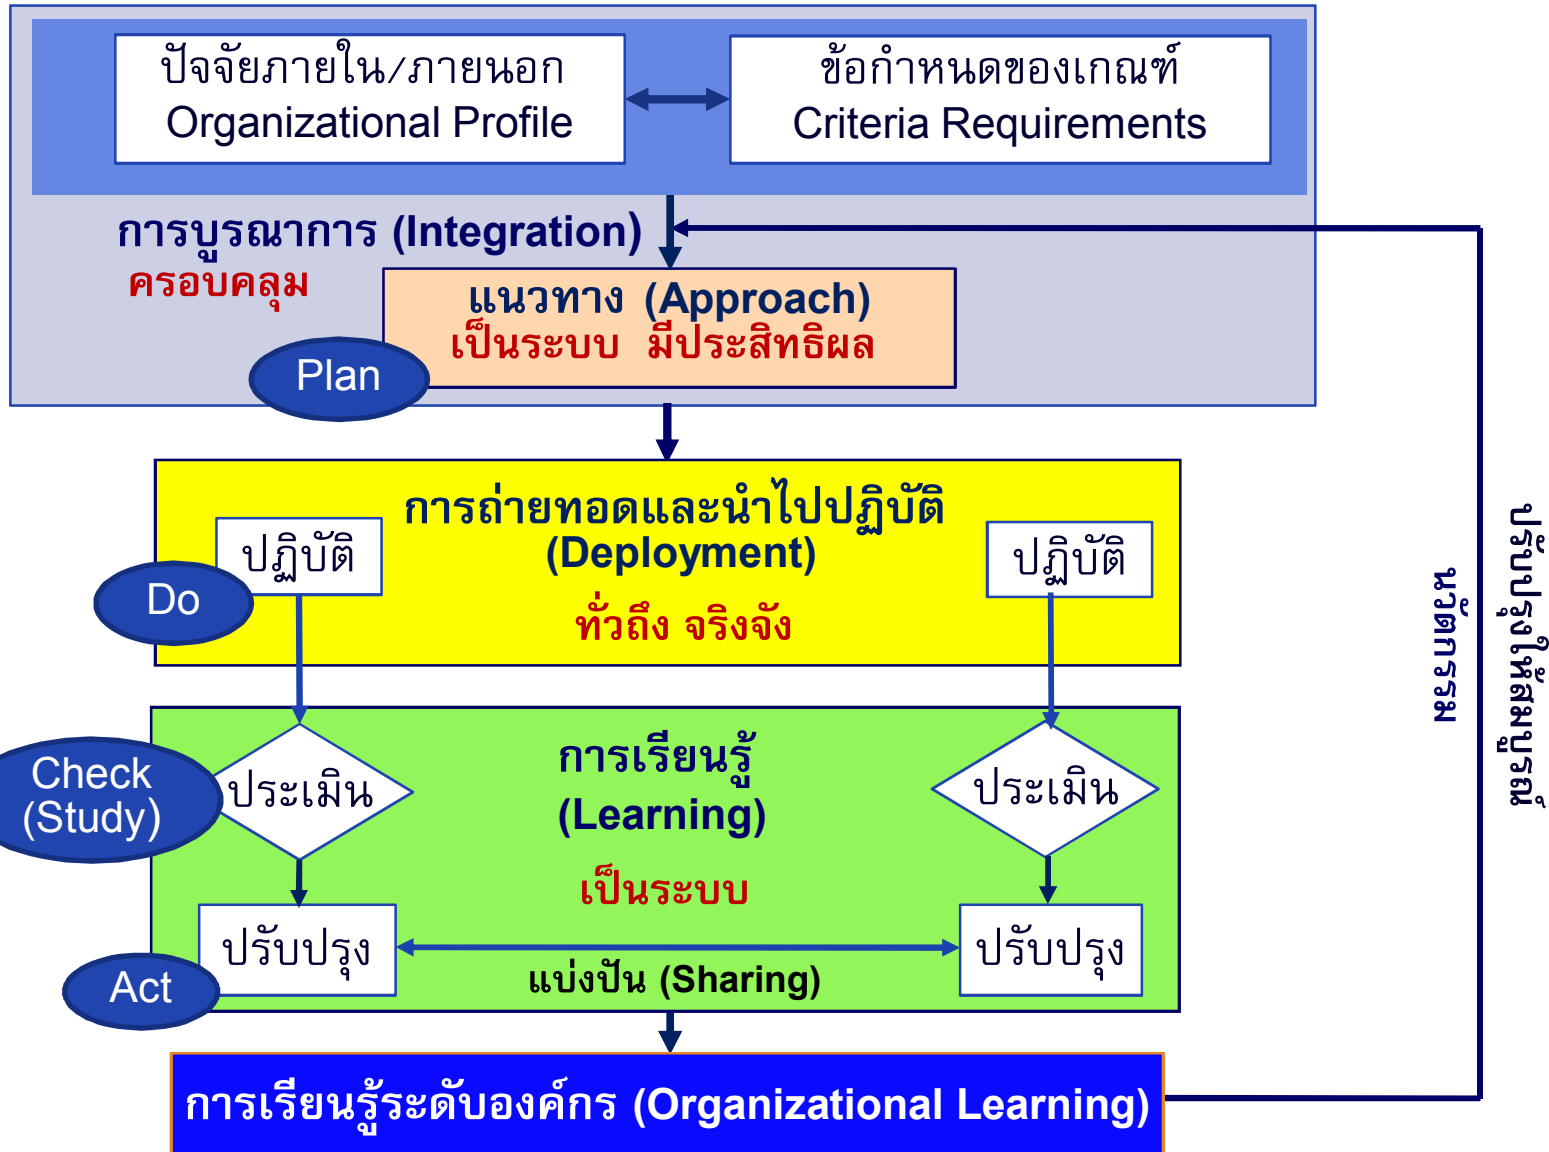 ปัจจัยภายใน/ภายนอก
Organizational Profile
ข้อกำหนดของเกณฑ์
Criteria Requirements
การบูรณาการ (Integration)
ครอบคลุม
แนวทาง (Approach)
เป็นระบบ มีประสิทธิผล
Plan
การถ่ายทอดและนำไปปฏิบัติ
(Deployment)
ทั่วถึง จริงจัง
ปฏิบัติ
ปฏิบัติ
Do
การเรียนรู้
(Learning)
เป็นระบบ
ประเมิน
ประเมิน
Check
(Study)
ปรับปรุง
ปรับปรุง
แบ่งปัน (Sharing)
Act
การเรียนรู้ระดับองค์กร (Organizational Learning)
ปรับปรุงให้สมบูรณ์
นวัตกรรม